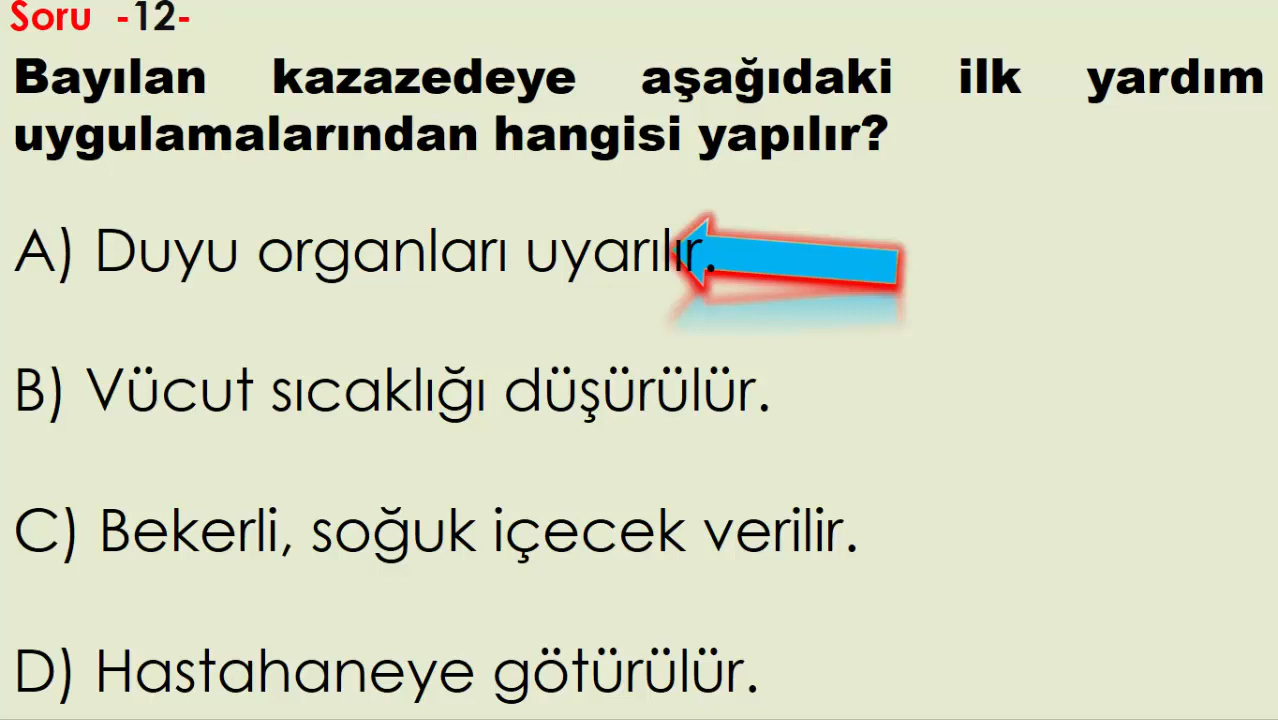 Soru -12-
Bayılan kazazedeye aşağıdaki ilk yardım
uygulamalarından hangisi yapılır?
A) Duyu organları uyarılır.
B) Vücut sıcaklığı düşürülür.
C) Bekerli, soğuk içecek verilir.
D) Hastahaneye götürülür.